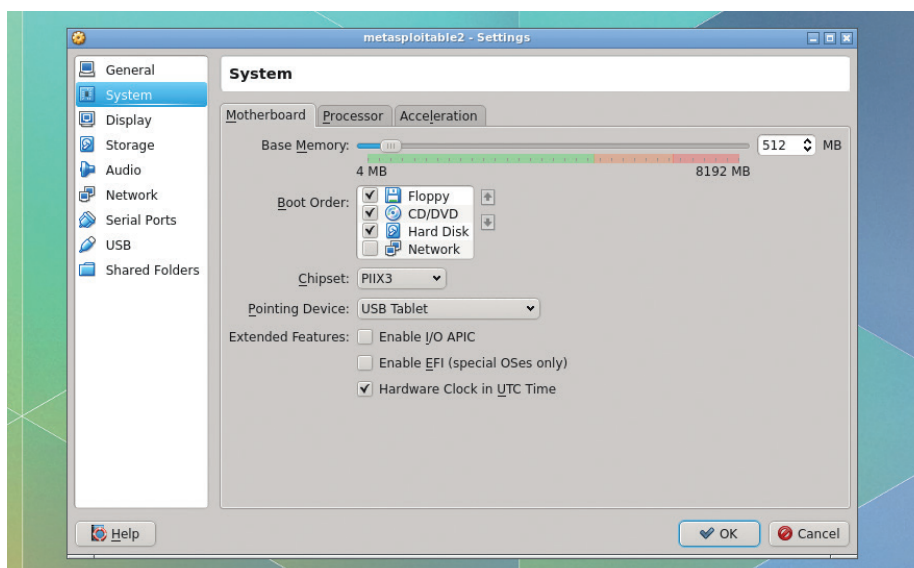 metasploitable2 - Settings
General
System
Display
Storage
Audio
Network
Serial Ports
USB
Shared Folders
System
Motherboard Processor Acceleration
Base Memory: 512 MB
4 MB 8192 MB
Boot Order: Floppy
CD/DVD
Hard Disk
Network
Chipset: PIIX3
Pointing Device: USB Tablet
Extended Features: Enable I/O APIC
Enable EFI (special OSes only)
Hardware Clock in UTC Time
Help OK Cancel